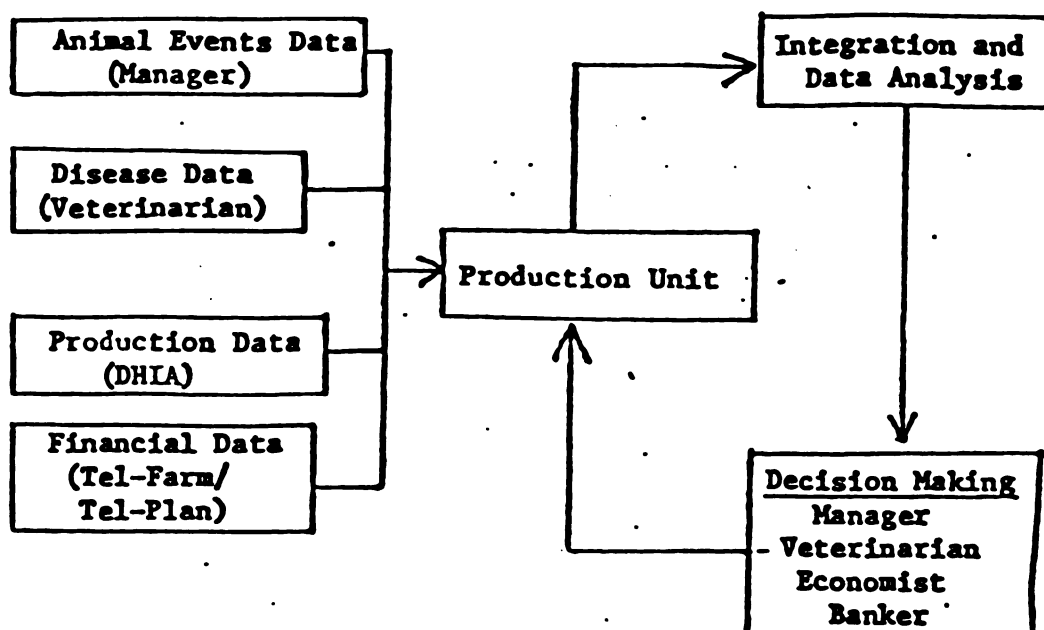 Animal Events Data
(Manager)
Disease Data
(Veterinarian)
Production Data
(DHIA)
Financial Data
(Tel-Farm/
Tel-Plan)
Production Unit
Integration and
Data Analysis
Decision Making
Manager
Veterinarian
Economist
Banker